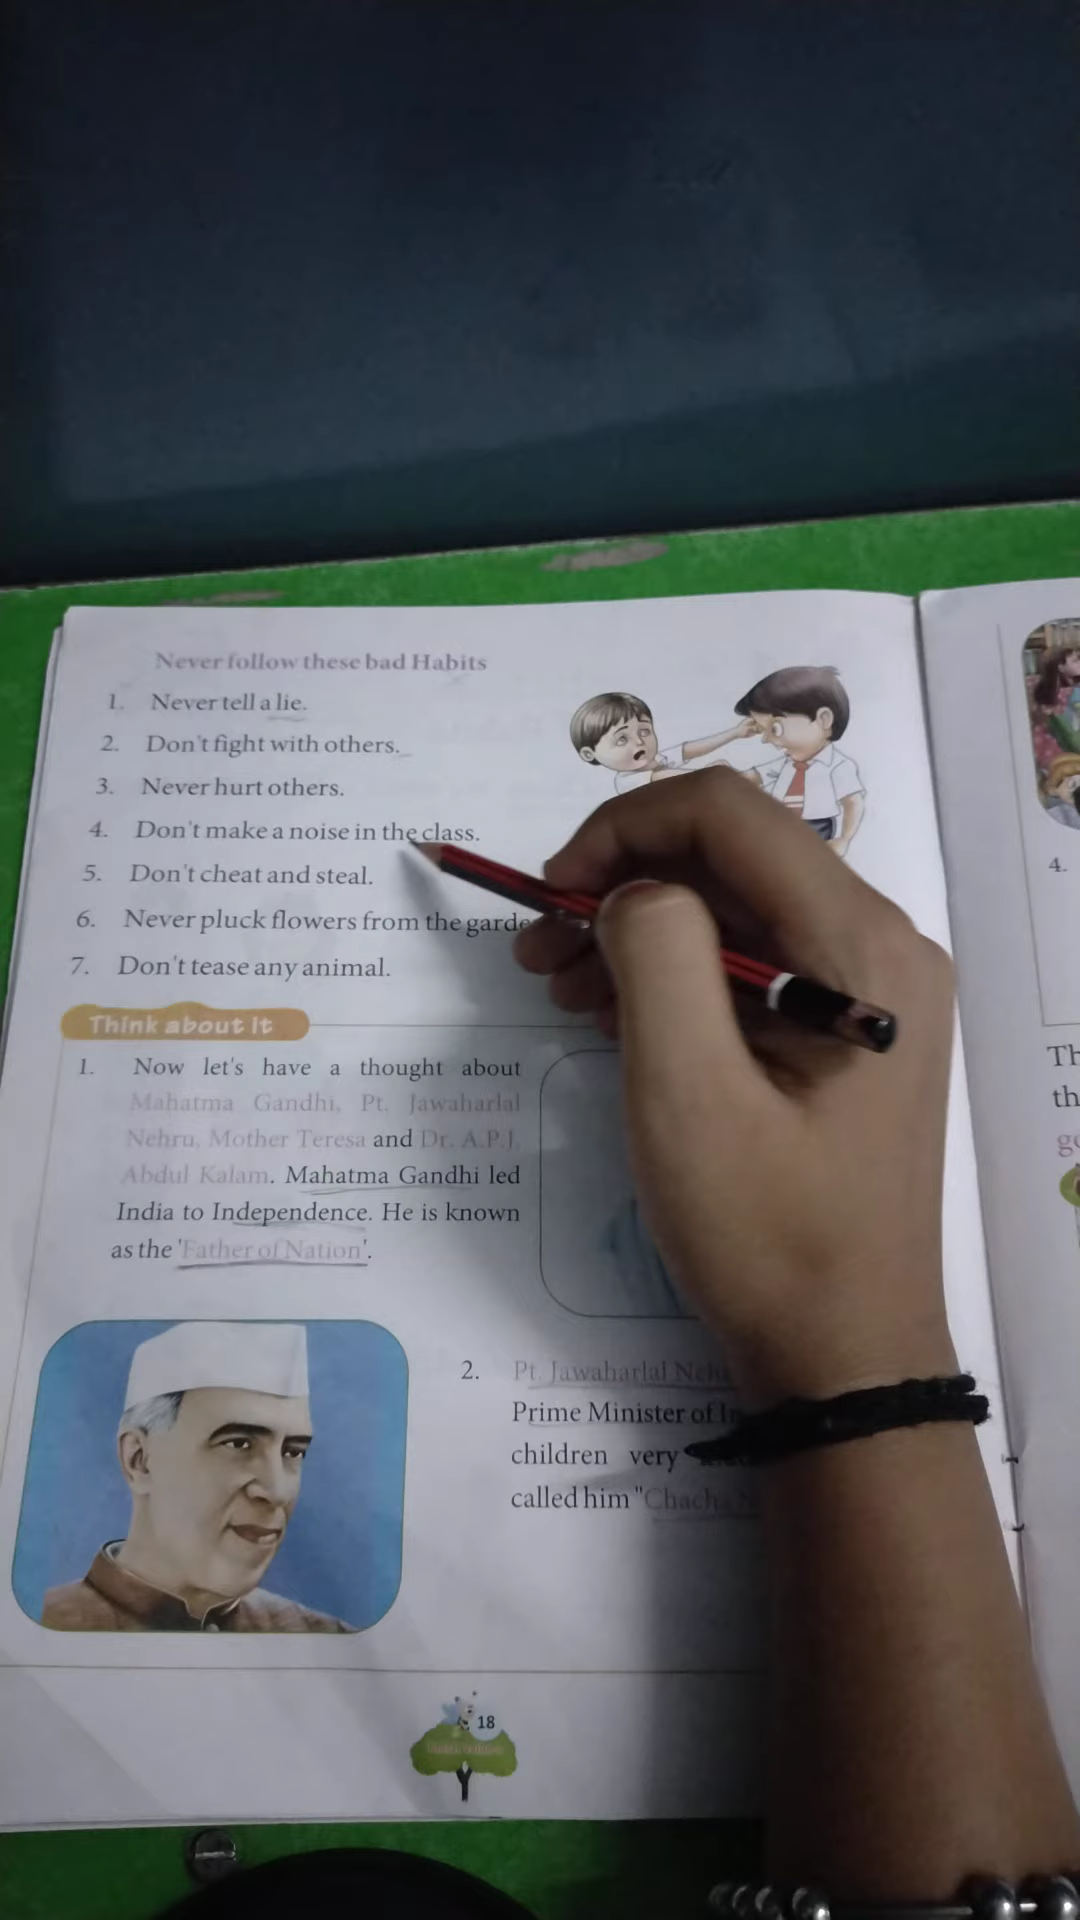 Never follow these bad Habits
1. Never tell a lie.
2. Don't fight with others.
3. Never hurt others.
4. Don't make a noise in the class.
5. Don't cheat and steal.
6. Never pluck flowers from the
7. Don't tease any animal.
Think about It
1. Now let's have a thought about
Mahatma Gandhi, Pt. Jawaharlal
Nehru, Mother Teresa and Dr. A.P.J.
Abdul Kalam. Mahatma Gandhi led
India to Independence. He is known
as the 'Father of Nation'.
2. Pt. Jawaharlal
Prime Minister of
children very
called him "Chacha
18
4.